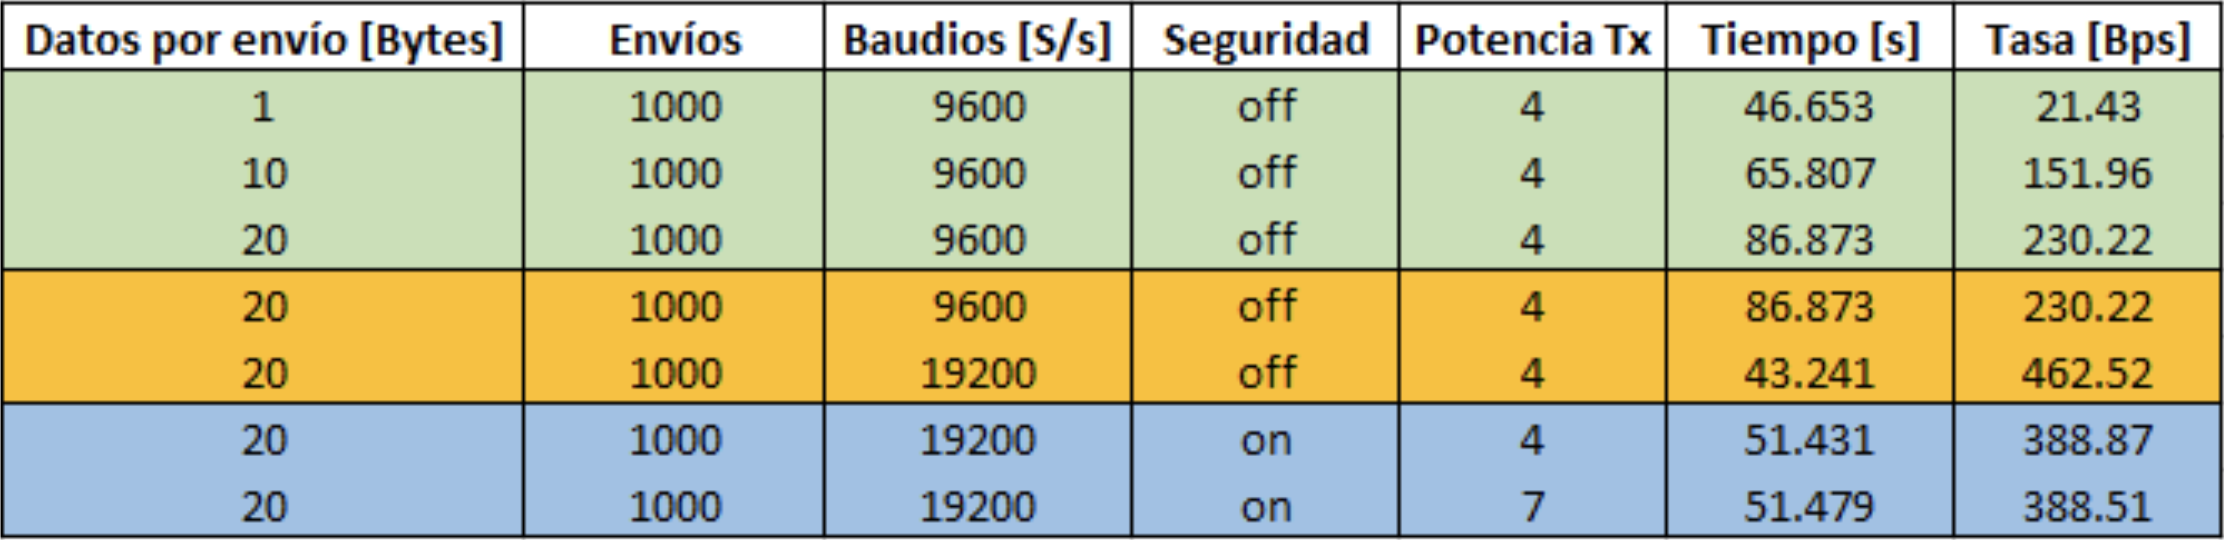 Datos por envío [Bytes] Envíos Baudios [S/s] Seguridad Potencia Tx Tiempo [s] Tasa [Bps]
1 1000 9600 off 4 46.653 21.43
10 1000 9600 off 4 65.807 151.96
20 1000 9600 off 4 86.873 230.22
20 1000 9600 off 4 86.873 230.22
20 1000 19200 off 4 43.241 462.52
20 1000 19200 on 4 51.431 388.87
20 1000 19200 on 7 51.479 388.51